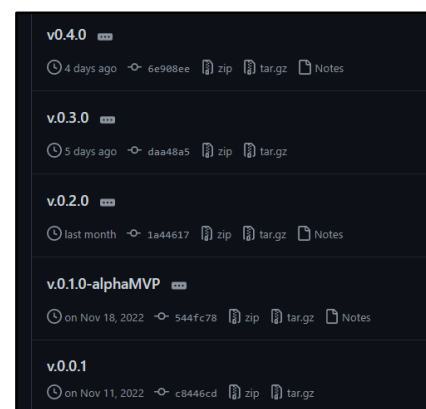 v0.4.0
4 days ago 6e908ee zip tar.gz Notes
v.0.3.0
5 days ago daa48a5 zip tar.gz
v.0.2.0
last month 1a44617 zip tar.gz Notes
v.0.1.0-alphaMVP
on Nov 18, 2022 544fc78 zip tar.gz Notes
v.0.0.1
on Nov 11, 2022 c8446cd zip tar.gz